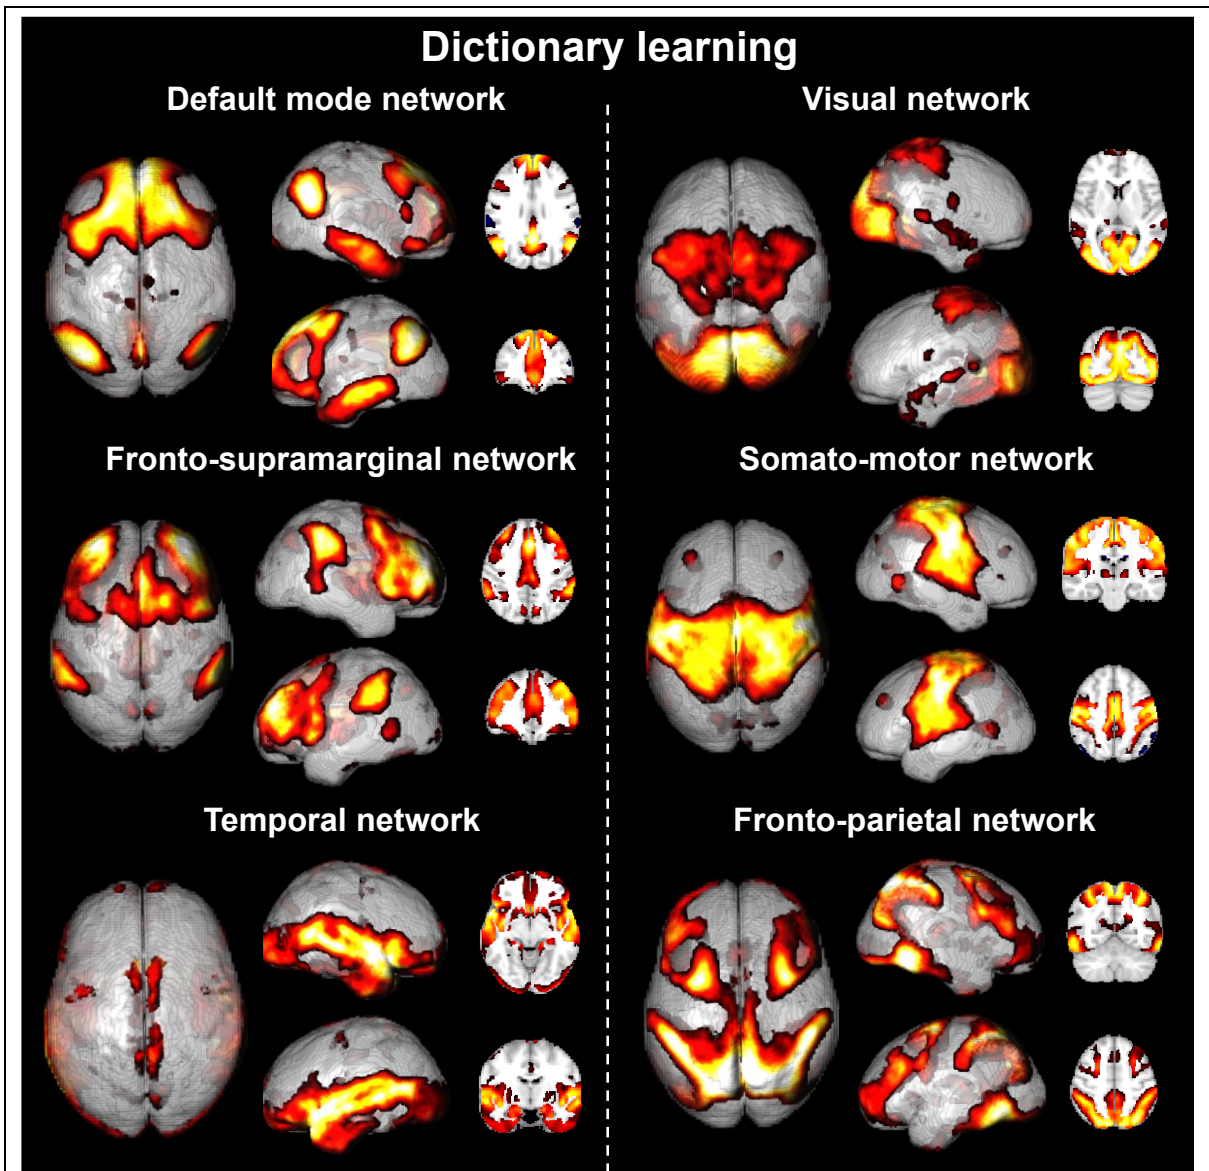 Dictionary learning
Default mode network
Visual network
Fronto-supramarginal network
Somato-motor network
Temporal network
Fronto-parietal network